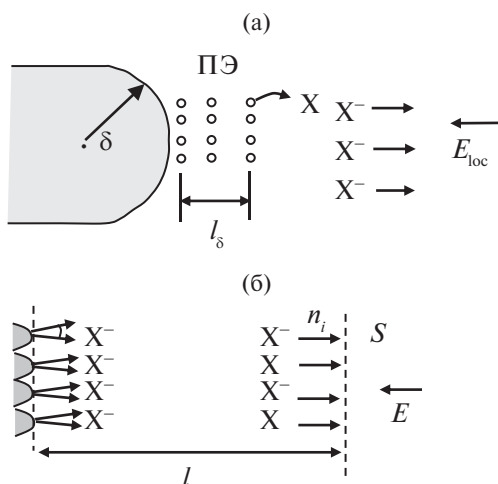 (а)
ПЭ
X
X⁻
X⁻
X⁻
E_loc
δ
l_δ
(б)
X⁻ X⁻ n_i S
X⁻ X
X⁻ X⁻ E
X⁻ X
l